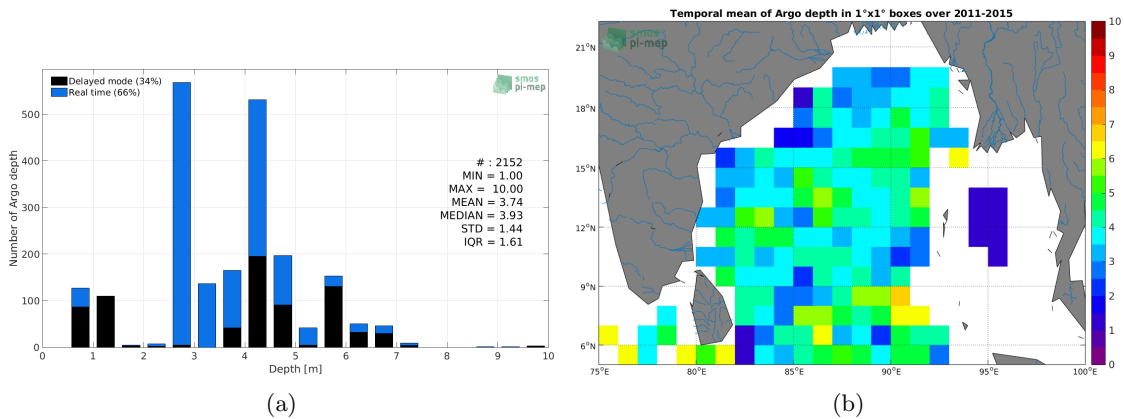 Delayed mode (34%)
Real time (66%)
smos
pi-mep
Number of Argo depth
500
400
300
200
100
0
# : 2152
MIN = 1.00
MAX = 10.00
MEAN = 3.74
MEDIAN = 3.93
STD = 1.44
IQR = 1.61
0 1 2 3 4 5 6 7 8 9 10
Depth [m]
(a)
Temporal mean of Argo depth in 1°x1° boxes over 2011-2015
smos
pi-mep
21°N
18°N
15°N
12°N
9°N
6°N
75°E 80°E 85°E 90°E 95°E 100°E
10
9
8
7
6
5
4
3
2
1
0
(b)